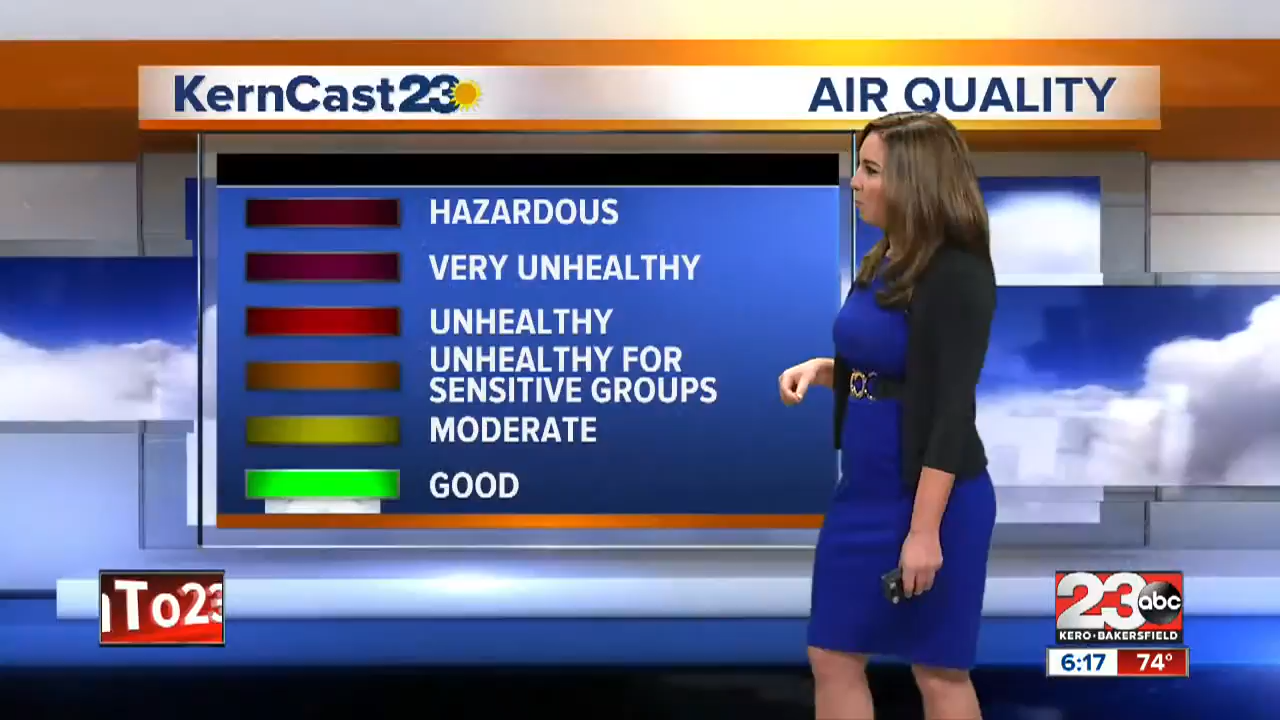 KernCast23
AIR QUALITY
HAZARDOUS
VERY UNHEALTHY
UNHEALTHY
UNHEALTHY FOR
SENSITIVE GROUPS
MODERATE
GOOD
To23
23 abc
KERO•BAKERSFIELD
6:17 74°